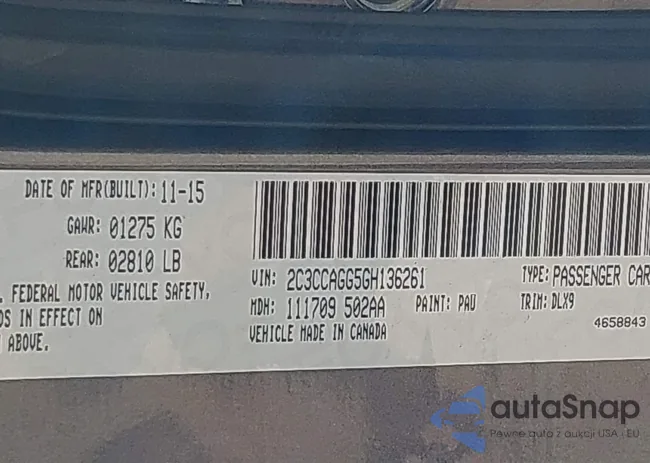 DATE OF MFR(BUILT): 11-15
GAWR: 01275 KG
REAR: 02810 LB
. FEDERAL MOTOR VEHICLE SAFETY,
DS IN EFFECT ON
ABOVE.
VIN: 2C3CCAGG5GH136261
TYPE: PASSENGER CAR
MDH: 111709 502AA
PAINT: PAU
TRIM: DLX9
VEHICLE MADE IN CANADA
4658843
autaSnap
Pewne auta z aukcji USA - EU